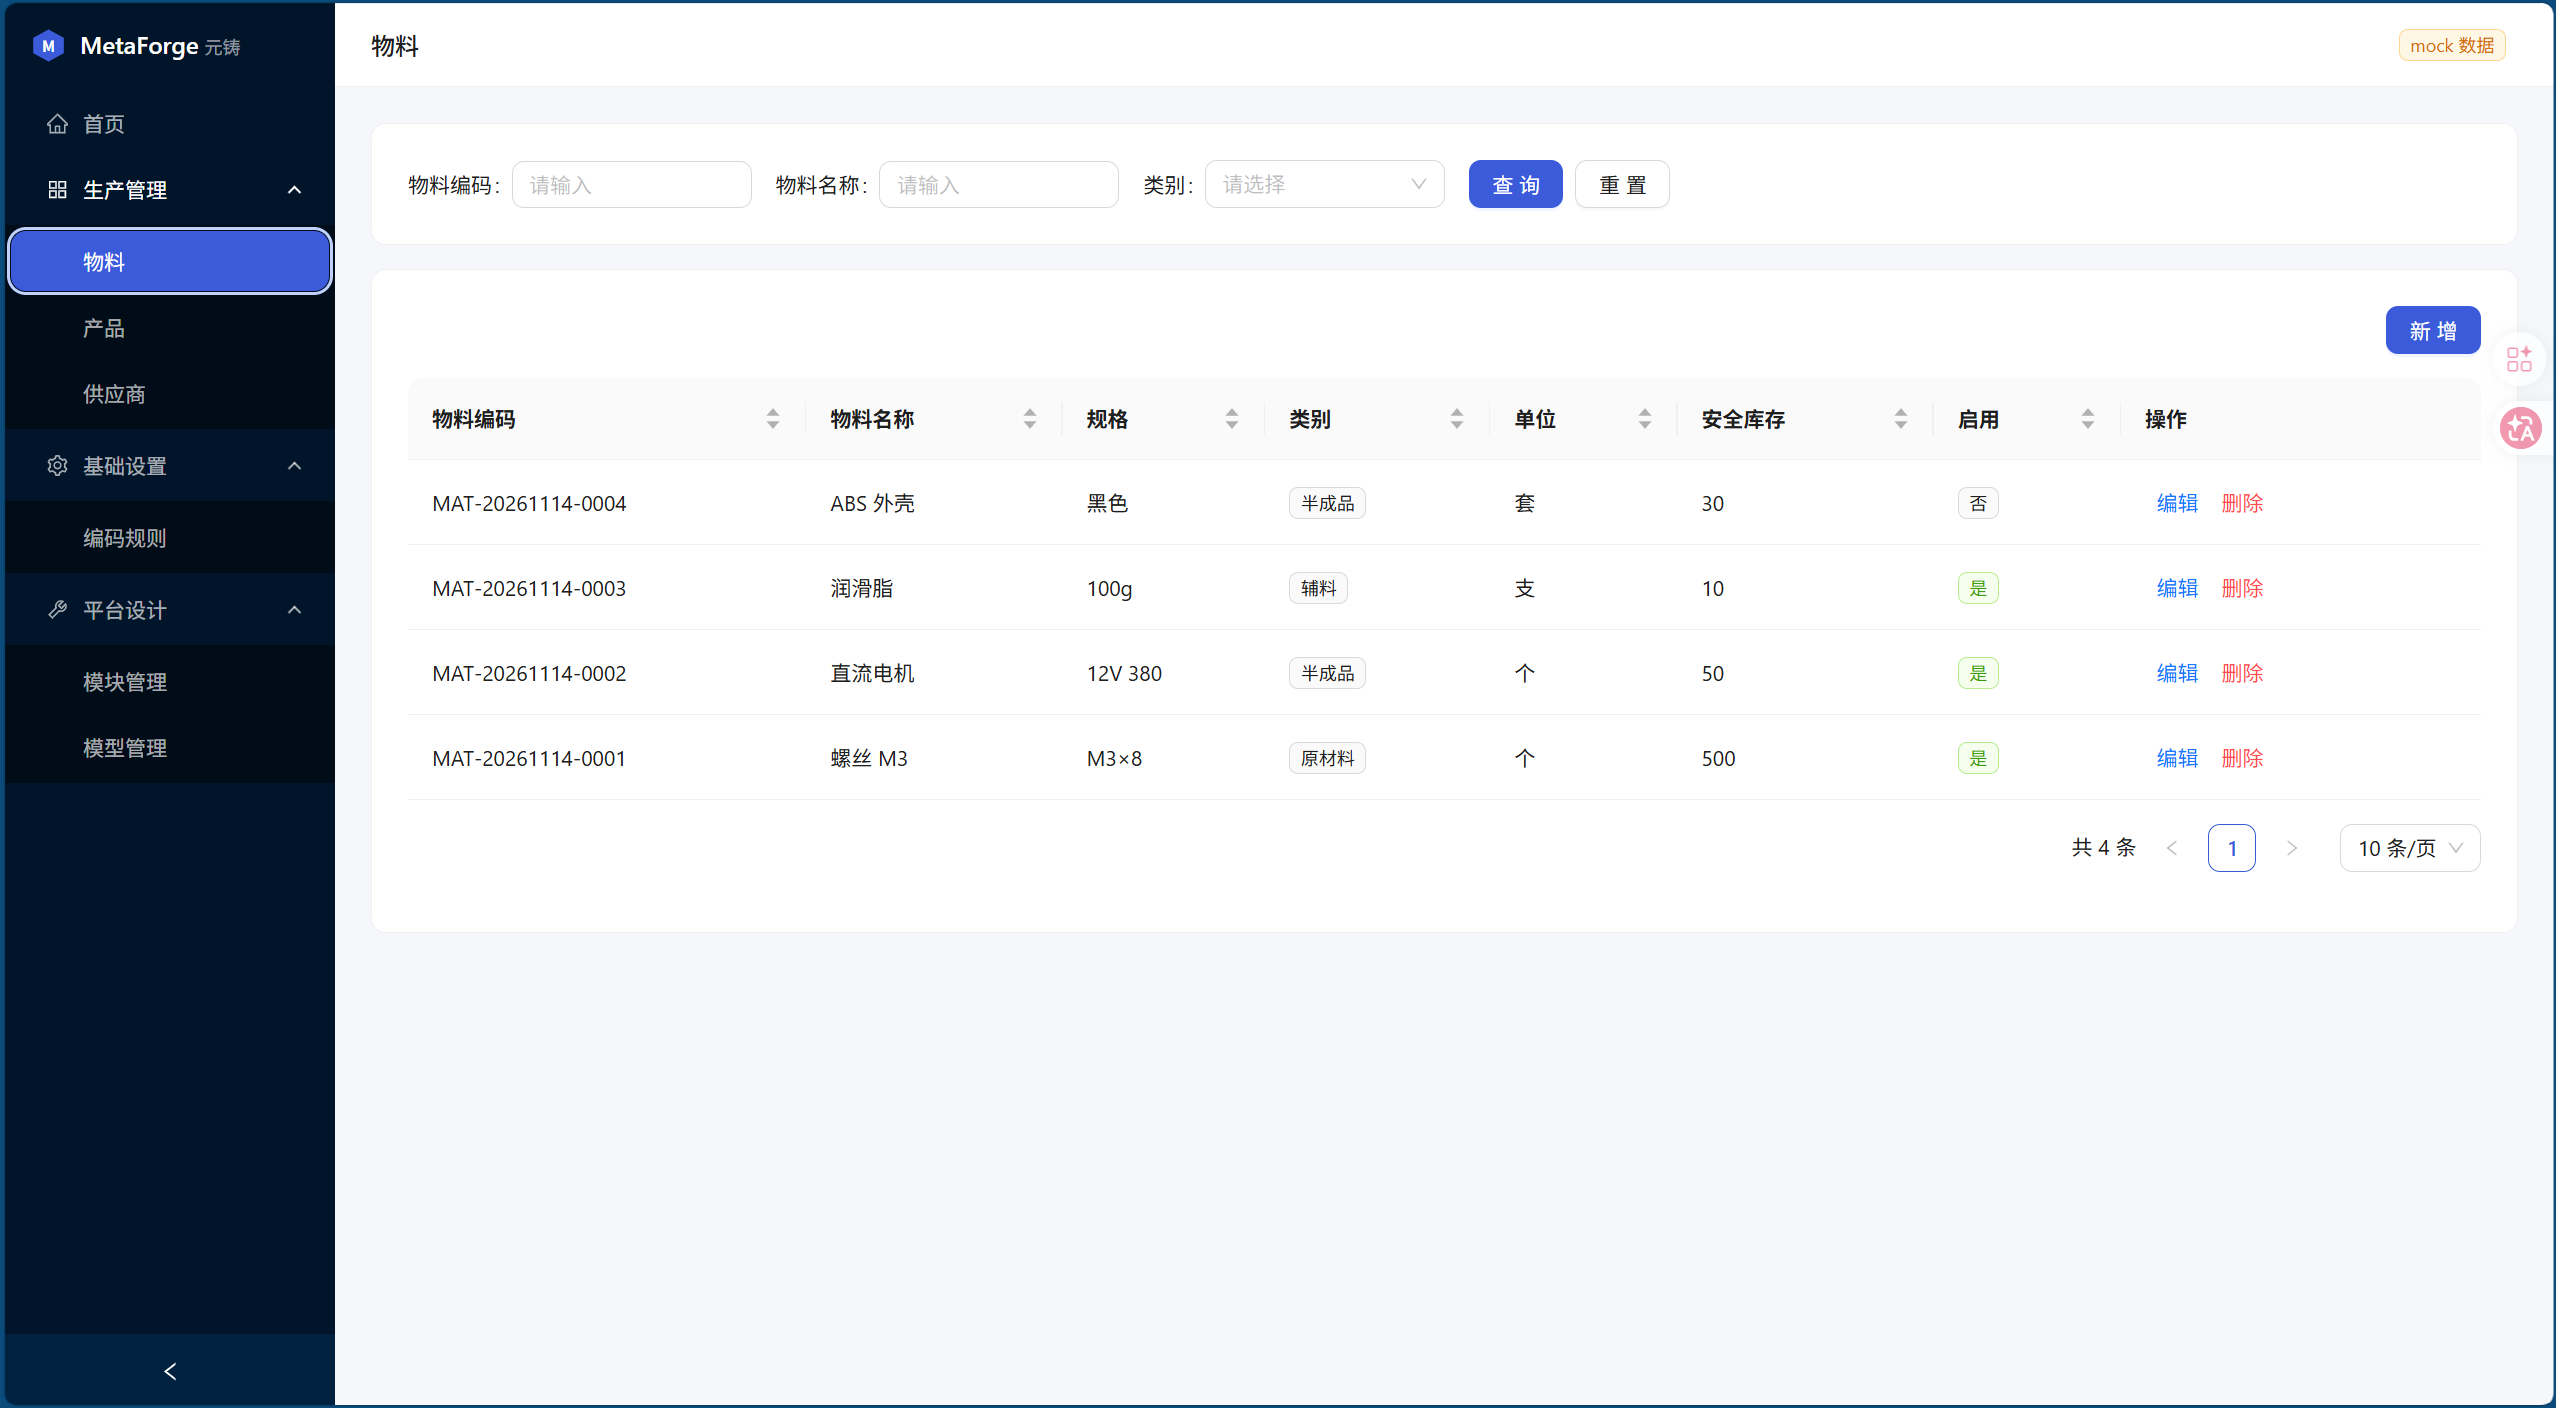 M MetaForge 元铸
首页
生产管理
物料
产品
供应商
基础设置
编码规则
平台设计
模块管理
模型管理
物料
mock 数据
物料编码: 请输入 物料名称: 请输入 类别: 请选择 查 询 重 置
新 增
物料编码 物料名称 规格 类别 单位 安全库存 启用 操作
MAT-20261114-0004 ABS 外壳 黑色 半成品 套 30 否 编辑 删除
MAT-20261114-0003 润滑脂 100g 辅料 支 10 是 编辑 删除
MAT-20261114-0002 直流电机 12V 380 半成品 个 50 是 编辑 删除
MAT-20261114-0001 螺丝 M3 M3×8 原材料 个 500 是 编辑 删除
共 4 条 < 1 > 10 条/页
A